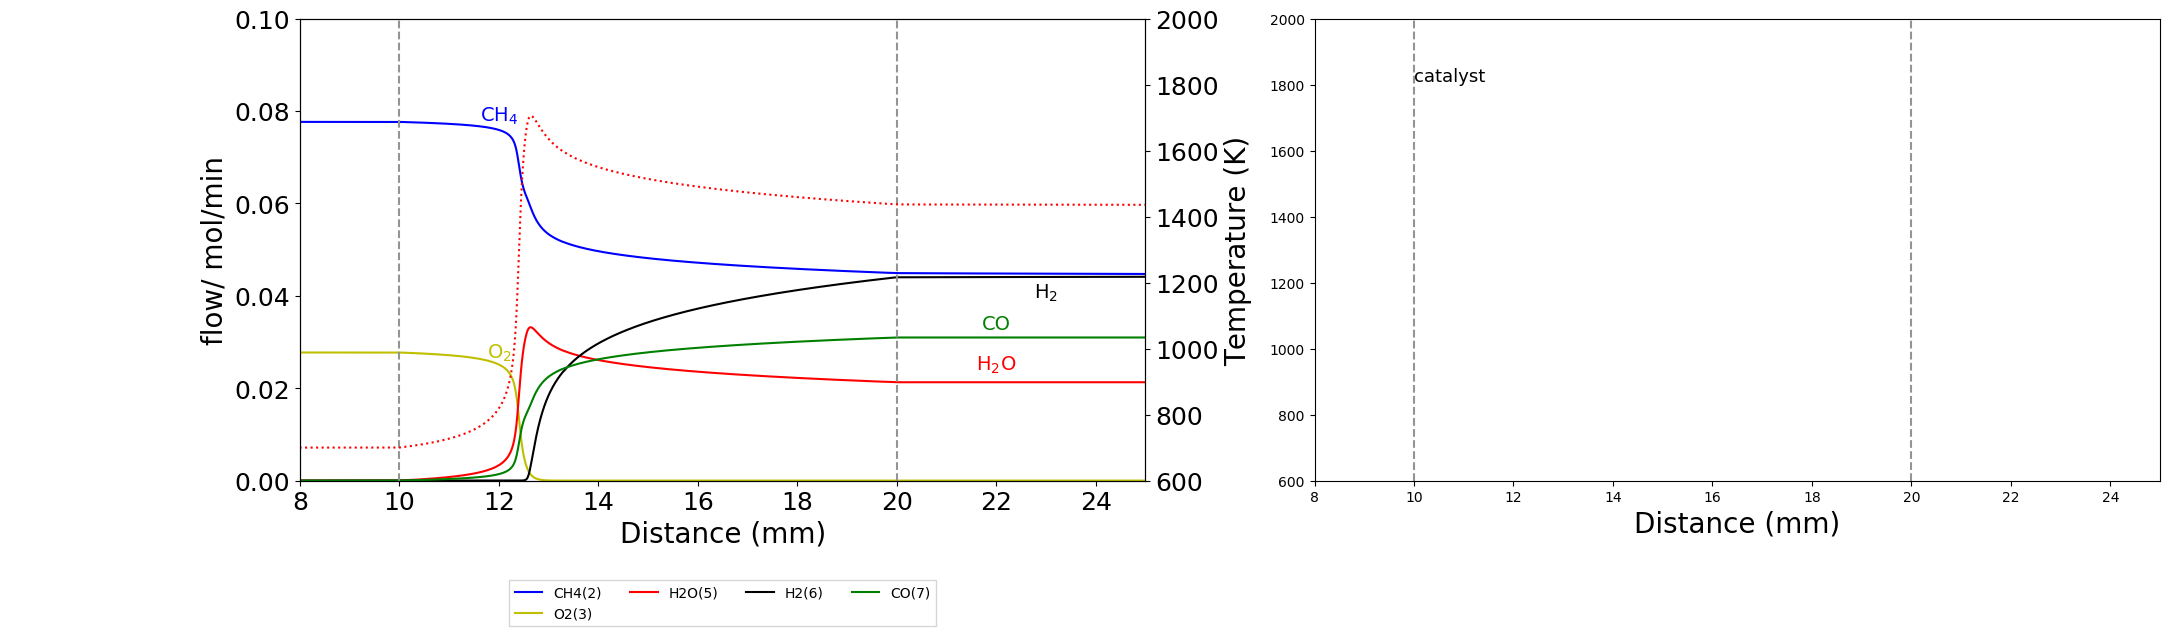 0.10
0.08
0.06
0.04
0.02
0.00
flow/ mol/min
8 10 12 14 16 18 20 22 24
Distance (mm)
CH4
O2
H2
CO
H2O
2000
1800
1600
1400
1200
1000
800
600
Temperature (K)
CH4(2) H2O(5) H2(6) CO(7)
O2(3)
2000
1800
1600
1400
1200
1000
800
600
catalyst
8 10 12 14 16 18 20 22 24
Distance (mm)